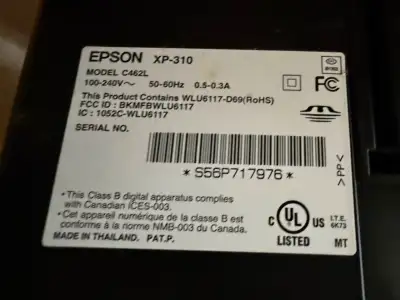 EPSON XP-310
MODEL C462L
100-240V~ 50-60Hz 0.5-0.3A
This Product Contains WLU6117-D69(RoHS)
FCC ID : BKMFBWLU6117
IC : 1052C-WLU6117
FC
SERIAL NO.
*S56P717976*
>PP<
•This Class B digital apparatus complies
with Canadian ICES-003.
•Cet appareil numérique de la classe B est
conforme à la norme NMB-003 du Canada.
MADE IN THAILAND. PAT.P.
C UL US
LISTED
I.T.E.
6K73
MT